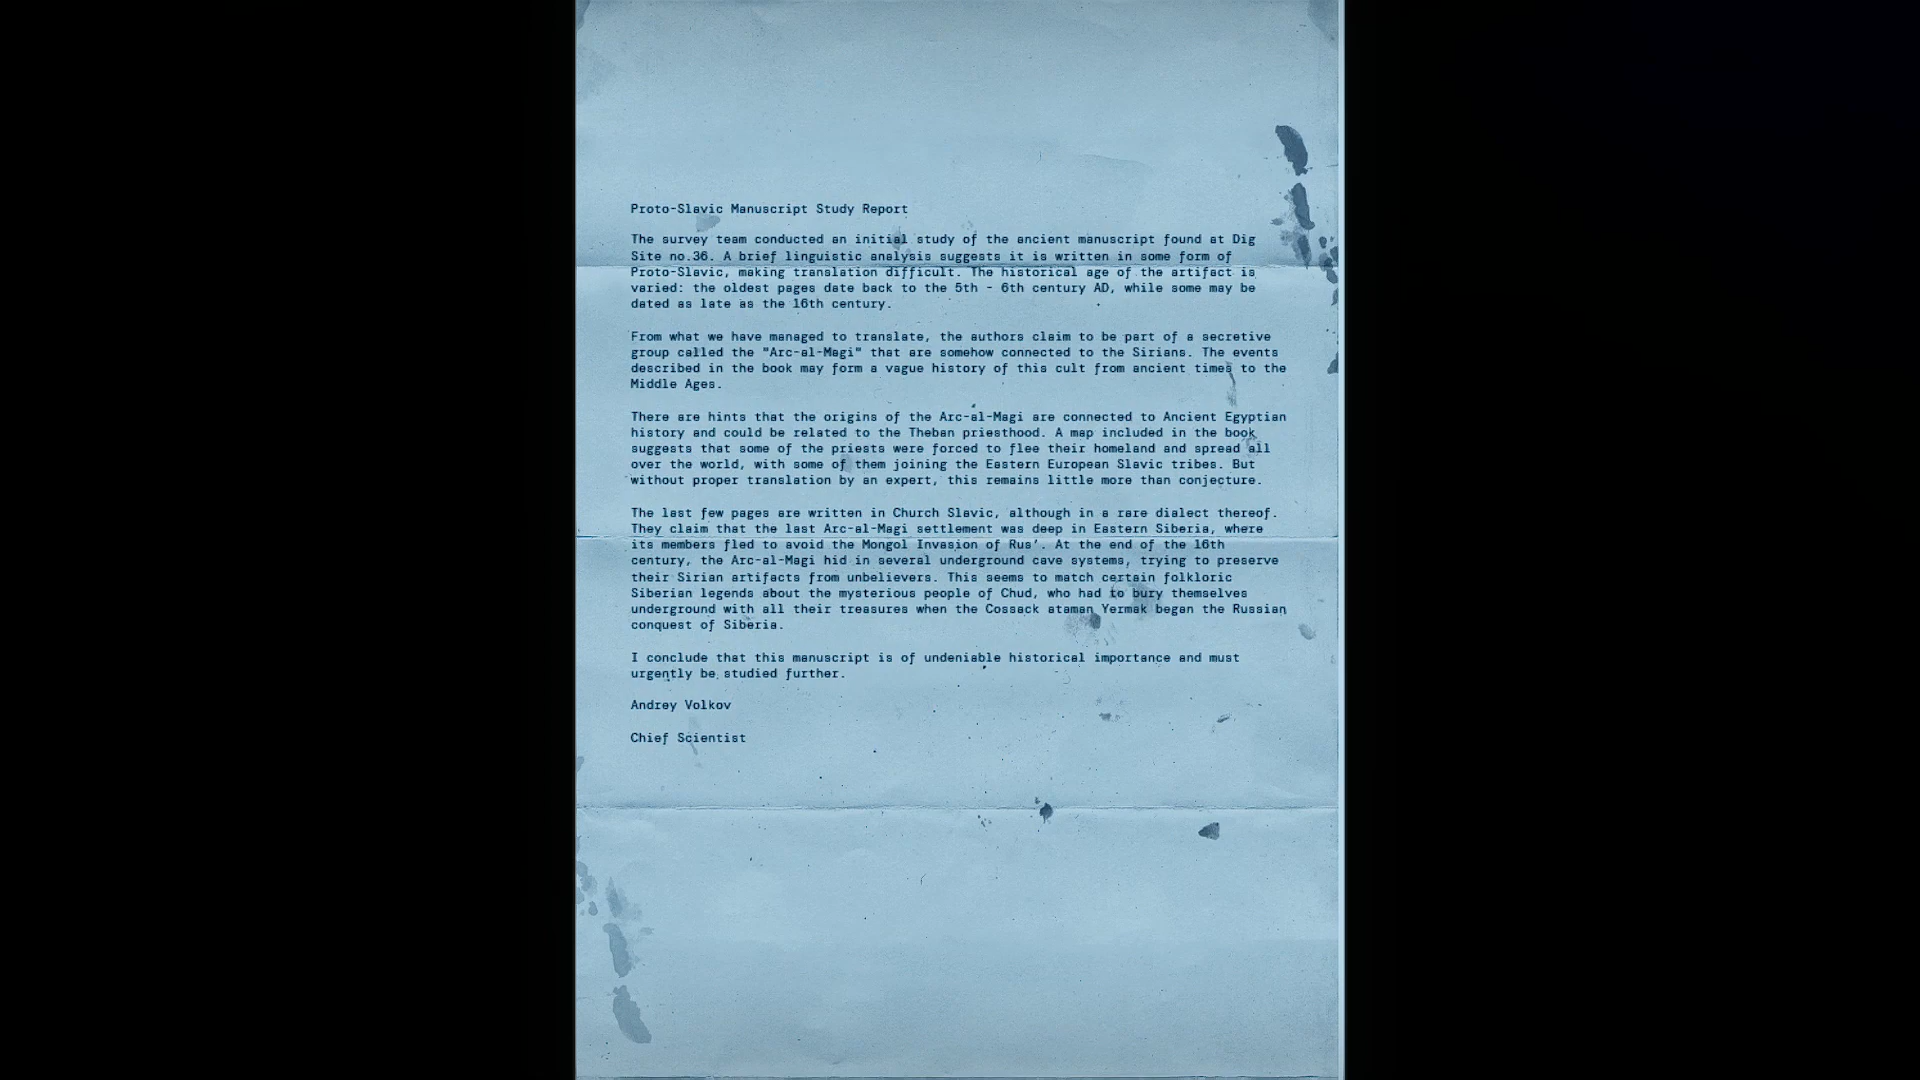 Proto-Slavic Manuscript Study Report
The survey team conducted an initial study of the ancient manuscript found at Dig
Site no.36. A brief linguistic analysis suggests it is written in some form of
Proto-Slavic, making translation difficult. The historical age of the artifact is
varied: the oldest pages date back to the 5th - 6th century AD, while some may be
dated as late as the 16th century.
From what we have managed to translate, the authors claim to be part of a secretive
group called the "Arc-al-Magi" that are somehow connected to the Sirians. The events
described in the book may form a vague history of this cult from ancient times to the
Middle Ages.
There are hints that the origins of the Arc-al-Magi are connected to Ancient Egyptian
history and could be related to the Theban priesthood. A map included in the book
suggests that some of the priests were forced to flee their homeland and spread all
over the world, with some of them joining the Eastern European Slavic tribes. But
without proper translation by an expert, this remains little more than conjecture.
The last few pages are written in Church Slavic, although in a rare dialect thereof.
They claim that the last Arc-al-Magi settlement was deep in Eastern Siberia, where
its members fled to avoid the Mongol Invasion of Rus'. At the end of the 16th
century, the Arc-al-Magi hid in several underground cave systems, trying to preserve
their Sirian artifacts from unbelievers. This seems to match certain folkloric
Siberian legends about the mysterious people of Chud, who had to bury themselves
underground with all their treasures when the Cossack ataman Yermak began the Russian
conquest of Siberia.
I conclude that this manuscript is of undeniable historical importance and must
urgently be studied further.
Andrey Volkov
Chief Scientist